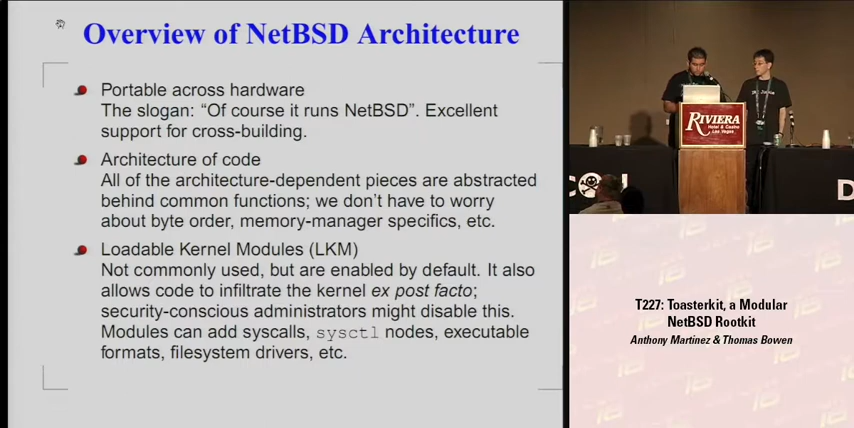 Overview of NetBSD Architecture
Portable across hardware
The slogan: “Of course it runs NetBSD”. Excellent
support for cross-building.
Architecture of code
All of the architecture-dependent pieces are abstracted
behind common functions; we don’t have to worry
about byte order, memory-manager specifics, etc.
Loadable Kernel Modules (LKM)
Not commonly used, but are enabled by default. It also
allows code to infiltrate the kernel ex post facto;
security-conscious administrators might disable this.
Modules can add syscalls, sysctl nodes, executable
formats, filesystem drivers, etc.
RIVIERA
Hotel & Casino
Las Vegas
D
T227: Toasterkit, a Modular
NetBSD Rootkit
Anthony Martinez & Thomas Bowen